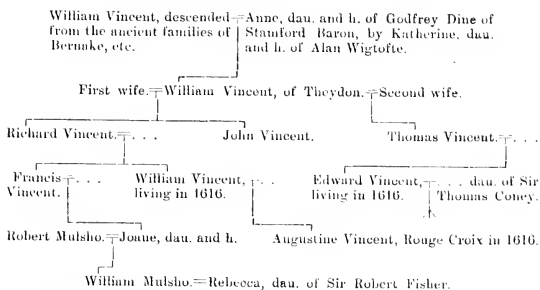 William Vincent, descended=Anne, dau. and h. of Godfrey Dine of
from the ancient families of Stamford Baron, by Katherine, dau.
Bernake, etc. and h. of Alan Wigtofte.
First wife.=William Vincent, of Theydon.=Second wife.
Richard Vincent.=. . . John Vincent. Thomas Vincent.=. . .
Francis=. . . William Vincent,=. . . Edward Vincent,=. . . dau. of Sir
Vincent. living in 1616. living in 1616. Thomas Coney.
Robert Mulsho.=Joane, dau. and h. Augustine Vincent, Rouge Croix in 1616.
William Mulsho.=Rebecca, dau. of Sir Robert Fisher.